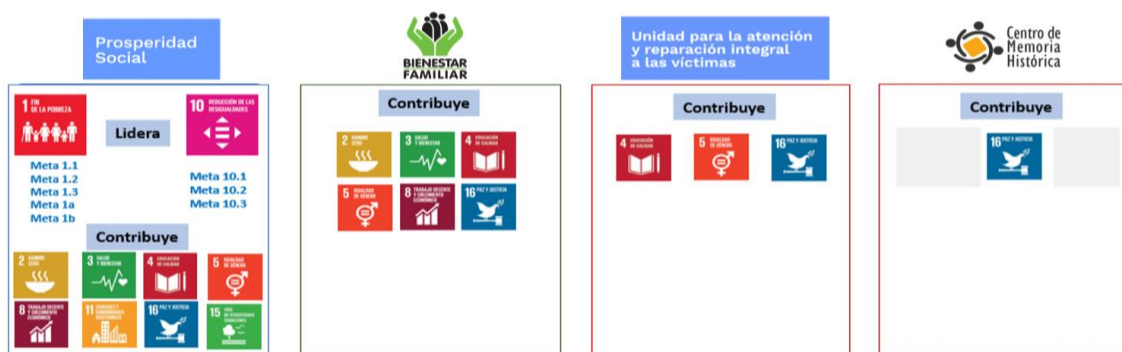 Prosperidad
Social
BIENESTAR
FAMILIAR
Unidad para la atención
y reparación integral
a las víctimas
Centro de
Memoria
Histórica
1 FIN
DE LA POBREZA
Lidera
10 REDUCCIÓN DE LAS
DESIGUALDADES
Meta 1.1
Meta 1.2
Meta 1.3
Meta 1a
Meta 1b
Meta 10.1
Meta 10.2
Meta 10.3
Contribuye
2 HAMBRE
CERO
3 SALUD
Y BIENESTAR
4 EDUCACIÓN
DE CALIDAD
5 IGUALDAD
DE GÉNERO
8 TRABAJO DECENTE
Y CRECIMIENTO
ECONÓMICO
11 CIUDADES Y
COMUNIDADES
SOSTENIBLES
16 PAZ Y JUSTICIA
15 VIDA
DE ECOSISTEMAS
TERRESTRES
Contribuye
2 HAMBRE
CERO
3 SALUD
Y BIENESTAR
4 EDUCACIÓN
DE CALIDAD
5 IGUALDAD
DE GÉNERO
8 TRABAJO DECENTE
Y CRECIMIENTO
ECONÓMICO
16 PAZ Y JUSTICIA
Contribuye
4 EDUCACIÓN
DE CALIDAD
5 IGUALDAD
DE GÉNERO
16 PAZ Y JUSTICIA
Contribuye
16 PAZ Y JUSTICIA